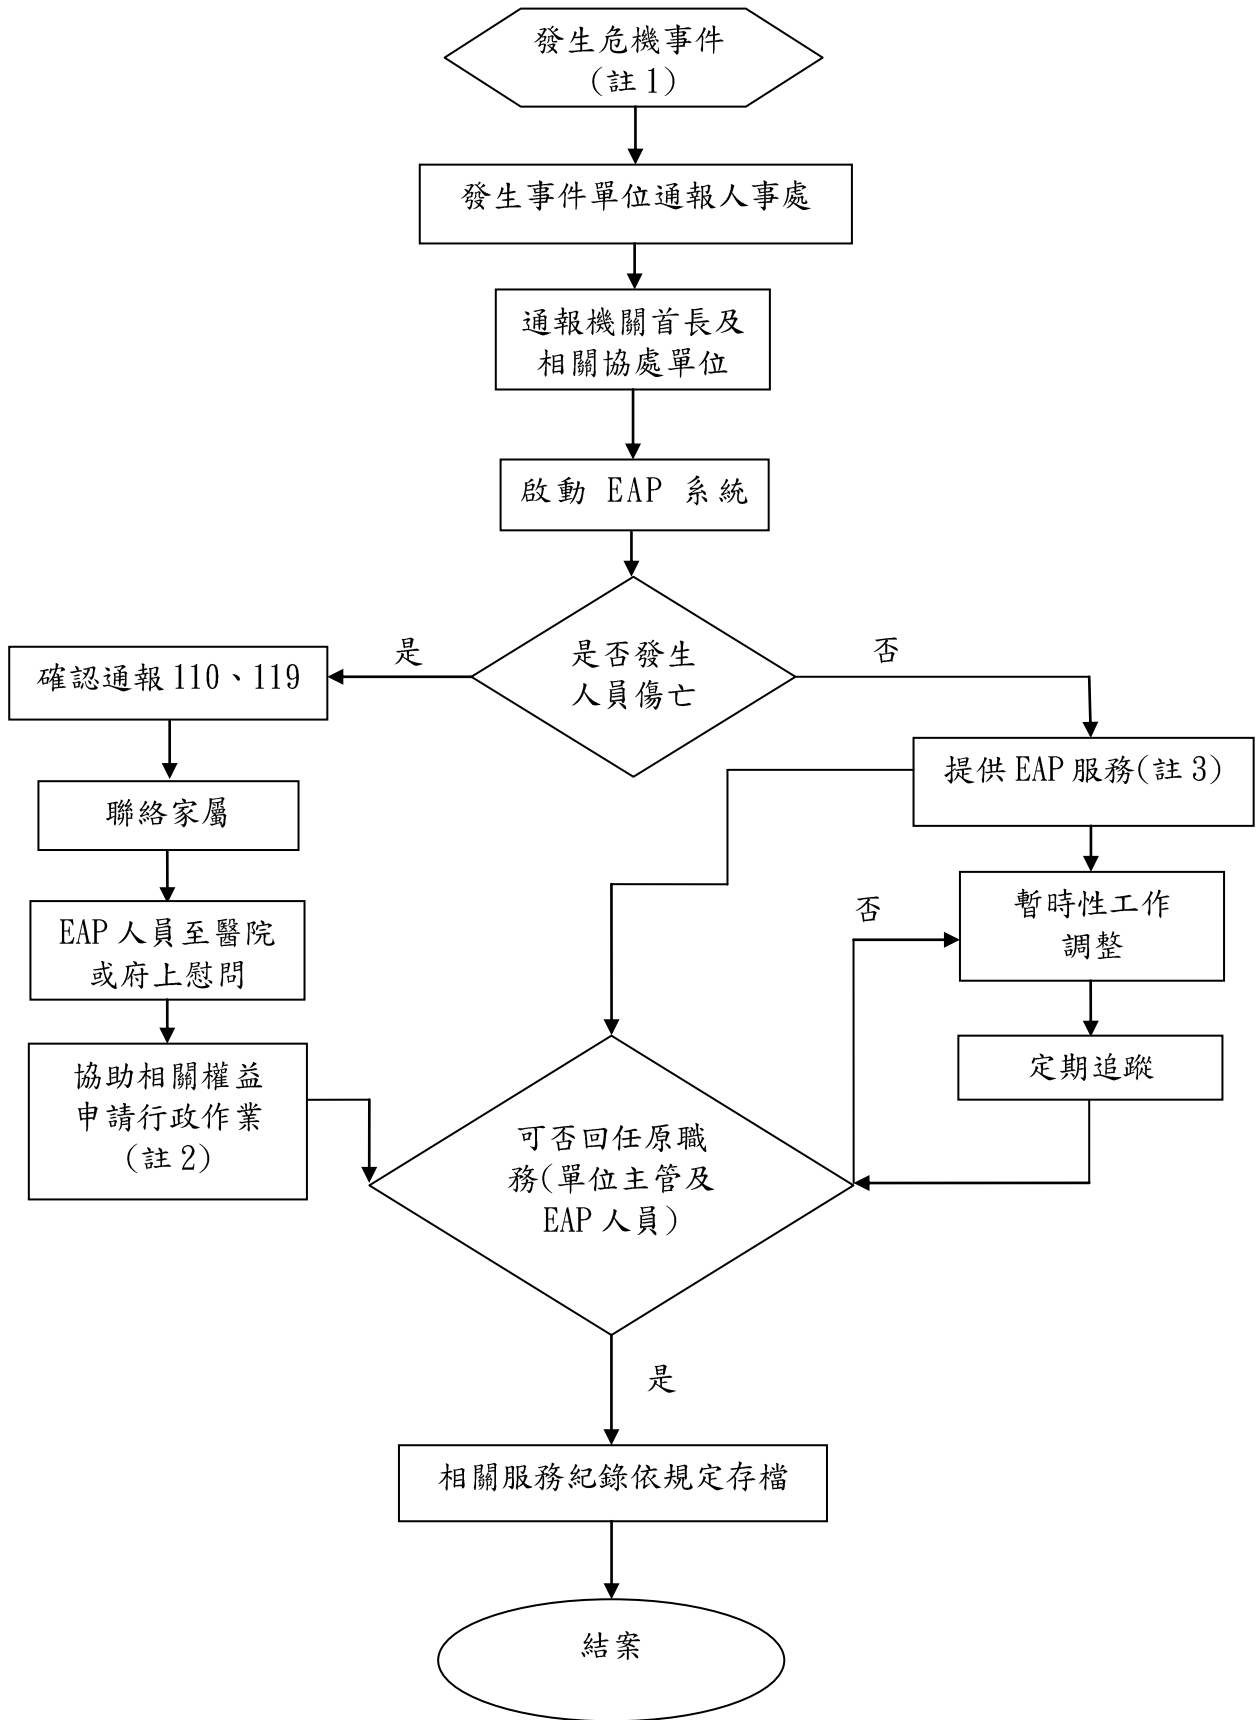 發生危機事件
(註 1)
發生事件單位通報人事處
通報機關首長及
相關協處單位
啟動 EAP 系統
是否發生
人員傷亡
是
否
確認通報 110、119
聯絡家屬
EAP 人員至醫院
或府上慰問
協助相關權益
申請行政作業
(註 2)
提供 EAP 服務(註 3)
暫時性工作
調整
否
定期追蹤
可否回任原職
務(單位主管及
EAP 人員)
是
相關服務紀錄依規定存檔
結案